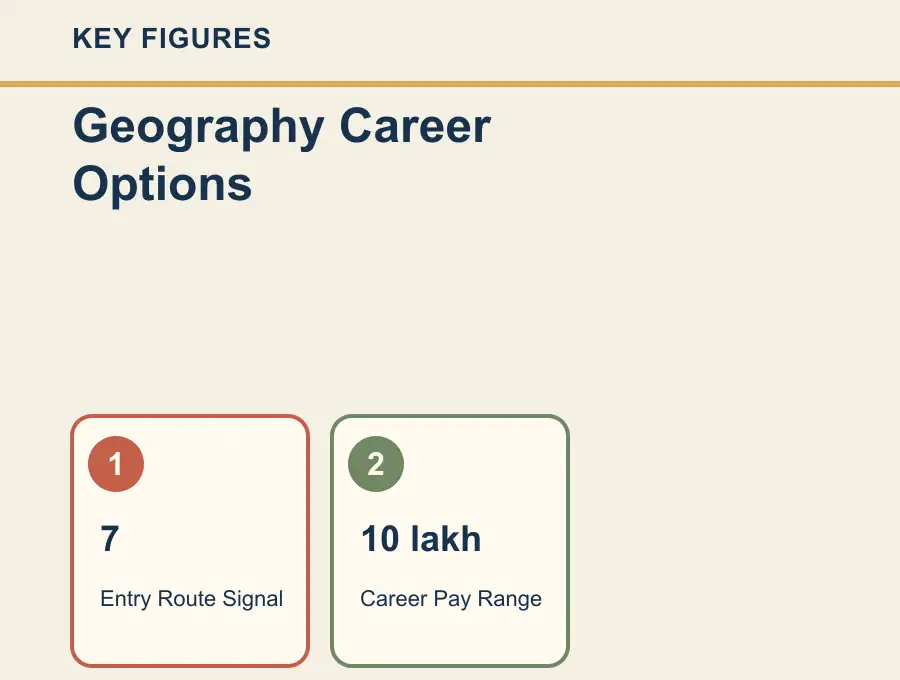 KEY FIGURES
Geography Career
Options
1
7
Entry Route Signal
2
10 lakh
Career Pay Range